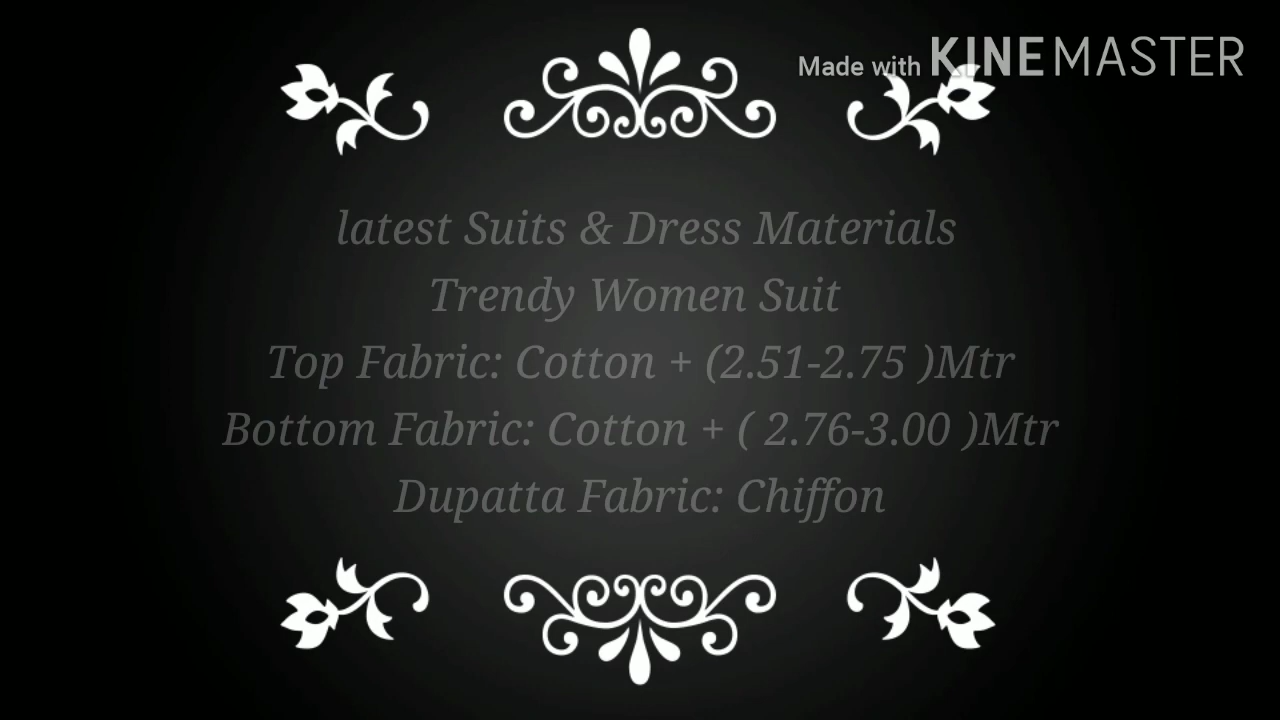 Made with KINEMASTER
latest Suits & Dress Materials
Trendy Women Suit
Top Fabric: Cotton + (2.51-2.75 )Mtr
Bottom Fabric: Cotton + ( 2.76-3.00 )Mtr
Dupatta Fabric: Chiffon